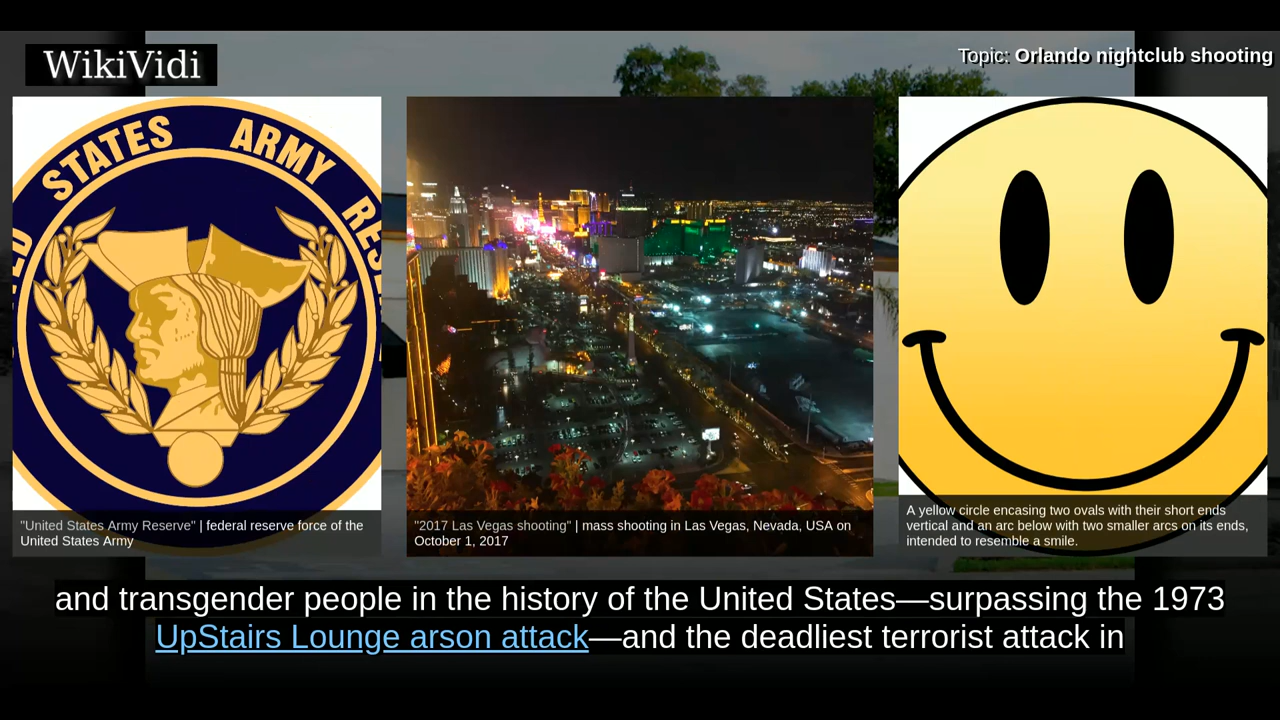 WikiVidi
Topic: Orlando nightclub shooting
STATES ARMY RES
"United States Army Reserve" | federal reserve force of the
United States Army
"2017 Las Vegas shooting" | mass shooting in Las Vegas, Nevada, USA on
October 1, 2017
A yellow circle encasing two ovals with their short ends
vertical and an arc below with two smaller arcs on its ends,
intended to resemble a smile.
and transgender people in the history of the United States—surpassing the 1973
UpStairs Lounge arson attack—and the deadliest terrorist attack in